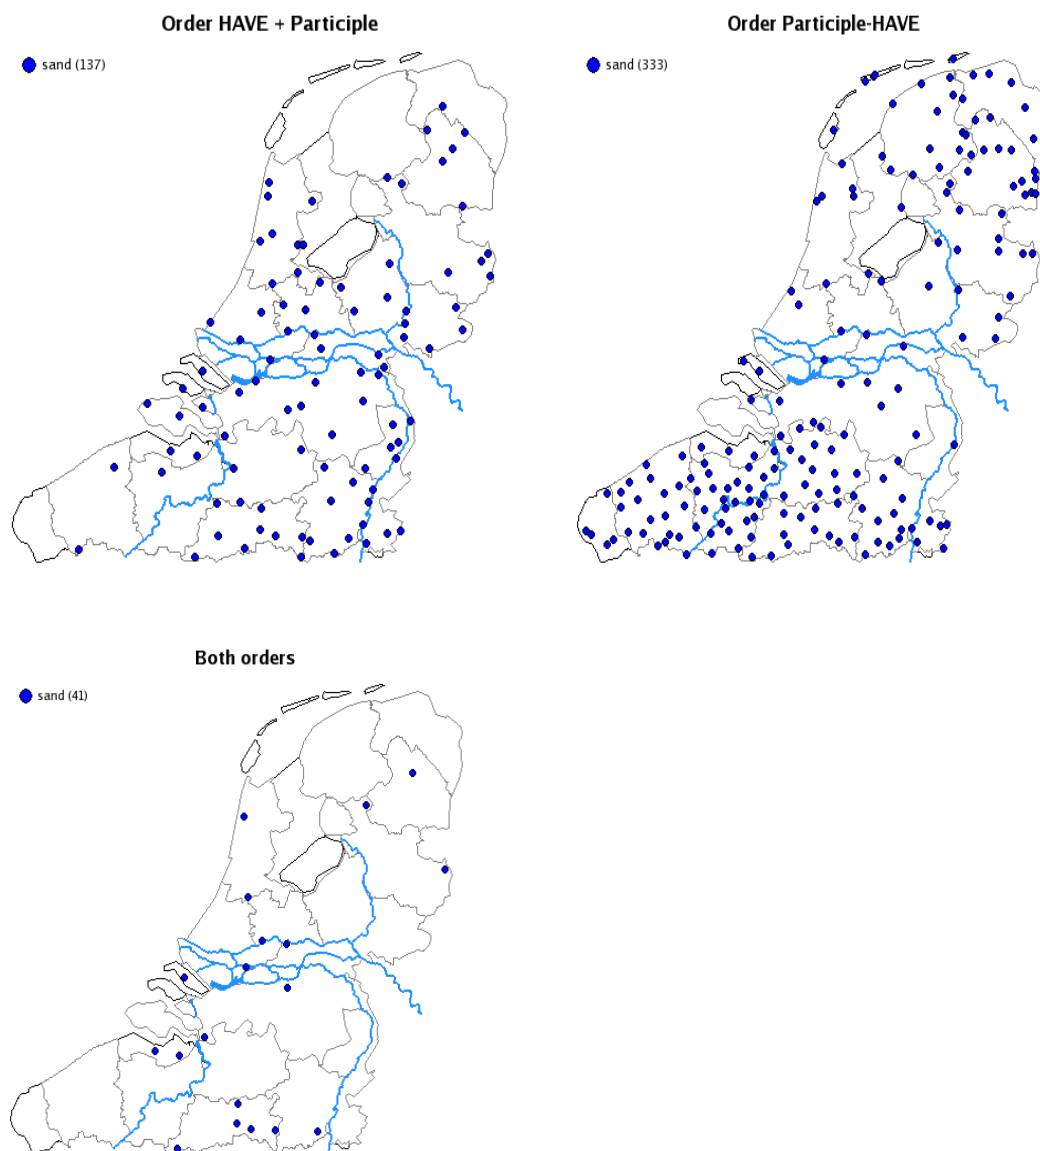 Order HAVE + Participle
sand (137)
Order Participle-HAVE
sand (333)
Both orders
sand (41)